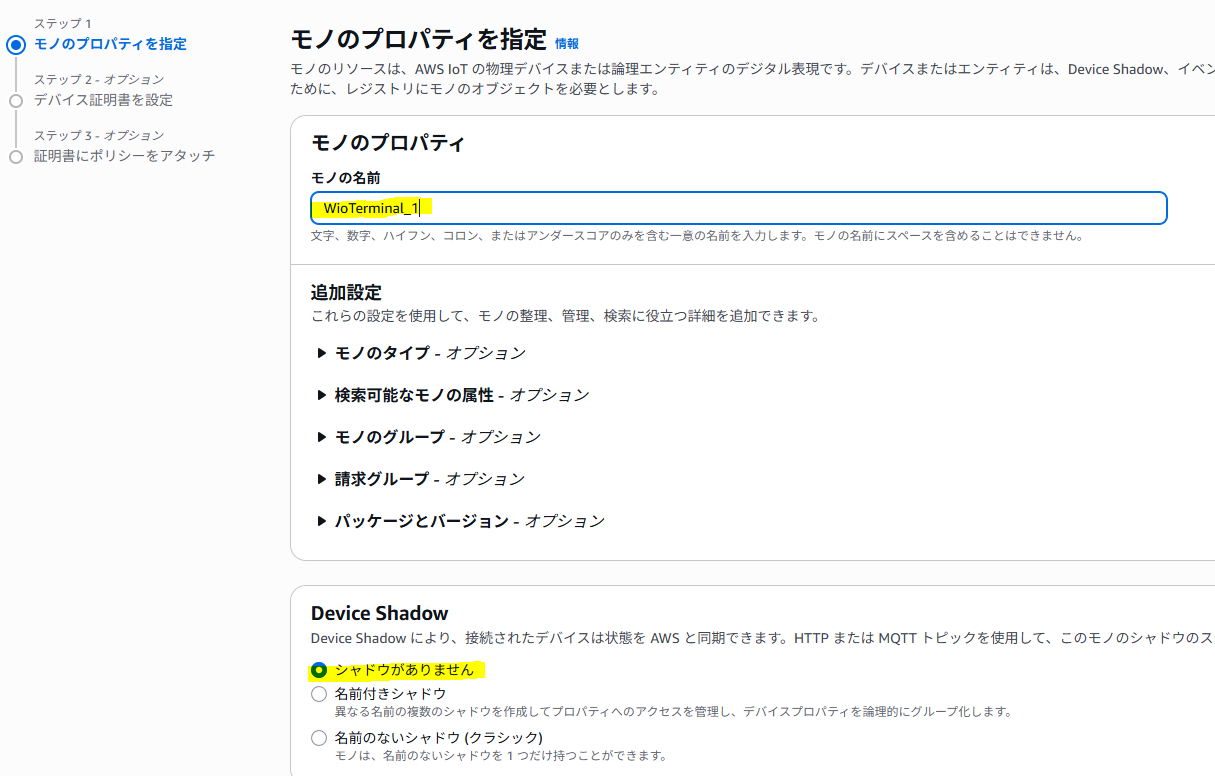 ステップ 1
モノのプロパティを指定
ステップ 2 - オプション
デバイス証明書を設定
ステップ 3 - オプション
証明書にポリシーをアタッチ
モノのプロパティを指定 情報
モノのリソースは、AWS IoT の物理デバイスまたは論理エンティティのデジタル表現です。デバイスまたはエンティティは、Device Shadow、イベン
ために、レジストリにモノのオブジェクトを必要とします。
モノのプロパティ
モノの名前
WioTerminal_1
文字、数字、ハイフン、コロン、またはアンダースコアのみを含む一意の名前を入力します。モノの名前にスペースを含めることはできません。
追加設定
これらの設定を使用して、モノの整理、管理、検索に役立つ詳細を追加できます。
モノのタイプ - オプション
検索可能なモノの属性 - オプション
モノのグループ - オプション
請求グループ - オプション
パッケージとバージョン - オプション
Device Shadow
Device Shadow により、接続されたデバイスは状態を AWS と同期できます。HTTP または MQTT トピックを使用して、このモノのシャドウのス
シャドウがありません
名前付きシャドウ
異なる名前の複数のシャドウを作成してプロパティへのアクセスを管理し、デバイスプロパティを論理的にグループ化します。
名前のないシャドウ (クラシック)
モノは、名前のないシャドウを 1 つだけ持つことができます。